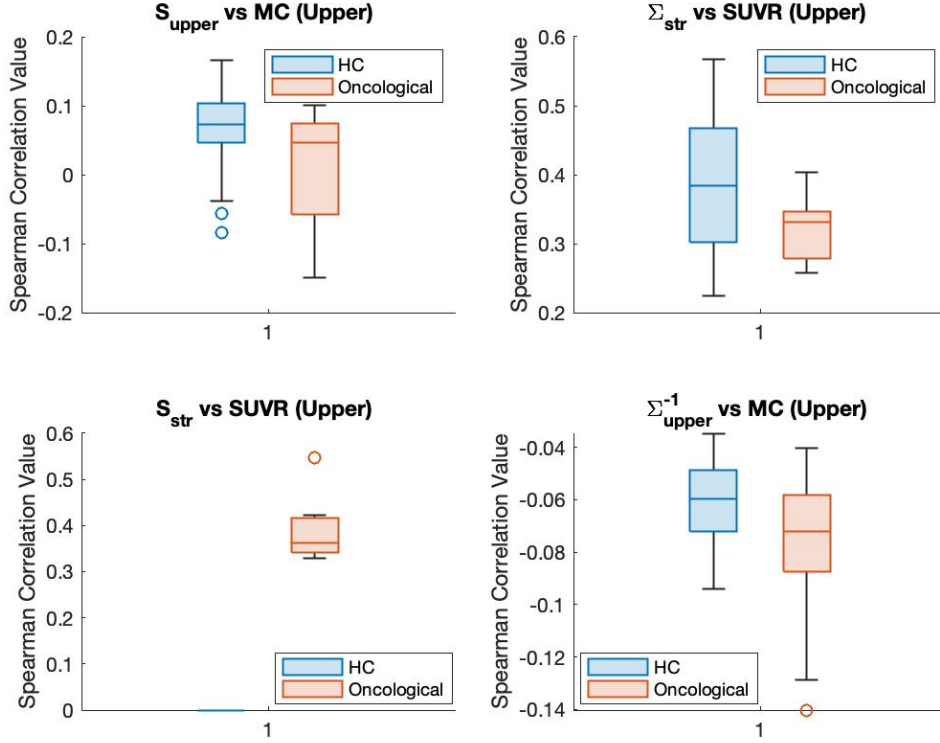 S_upper vs MC (Upper)
Spearman Correlation Value
0.2
0.1
0
-0.1
-0.2
1
HC
Oncological
Σ_str vs SUVR (Upper)
Spearman Correlation Value
0.6
0.5
0.4
0.3
0.2
1
HC
Oncological
S_str vs SUVR (Upper)
Spearman Correlation Value
0.6
0.5
0.4
0.3
0.2
0.1
0
1
HC
Oncological
Σ^-1_upper vs MC (Upper)
Spearman Correlation Value
-0.04
-0.06
-0.08
-0.1
-0.12
-0.14
1
HC
Oncological